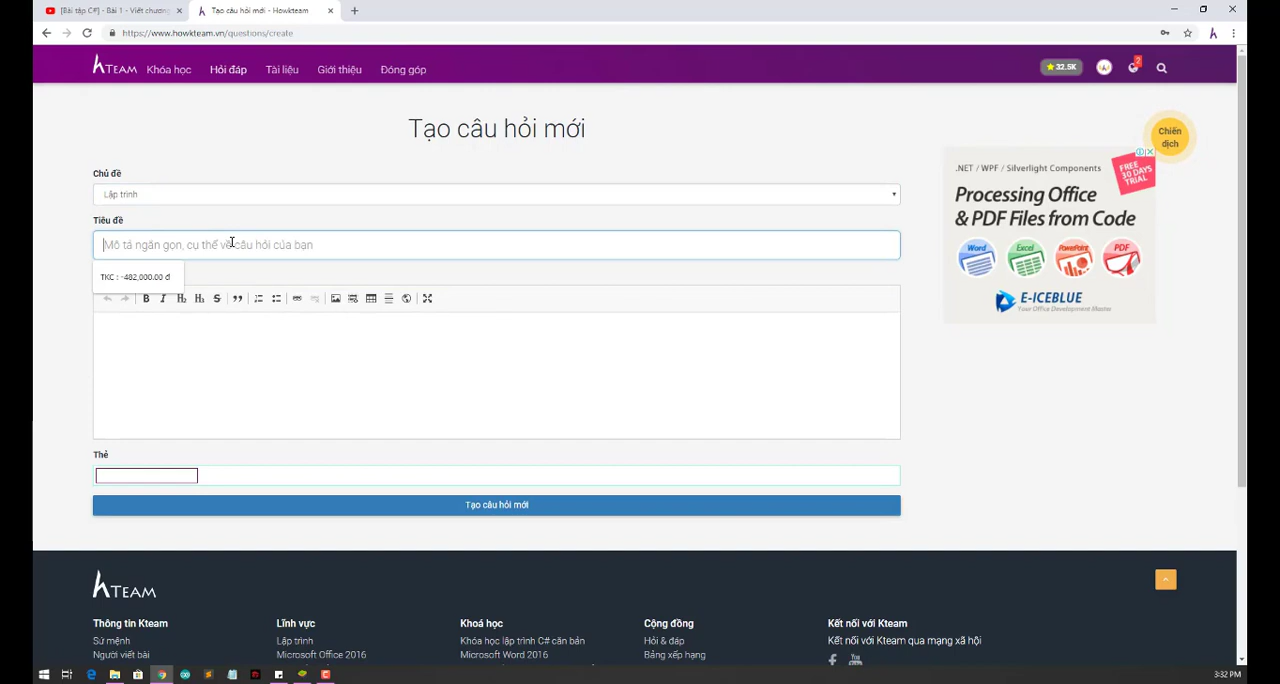 [Bài tập C#] - Bài 1 - Viết chương
Tạo câu hỏi mới - Howkteam
https://www.howkteam.vn/questions/create
hTEAM
Khóa học
Hỏi đáp
Tài liệu
Giới thiệu
Đóng góp
32.5K
2
Tạo câu hỏi mới
Chiến
dịch
Chủ đề
Lập trình
Tiêu đề
Mô tả ngắn gọn, cụ thể về câu hỏi của bạn
TKC : -482,000.00 đ
B I H2 H3 S
.NET / WPF / Silverlight Components
FREE
30 DAYS
TRIAL
Processing Office
& PDF Files from Code
Word
Excel
PowerPoint
PDF
E-ICEBLUE
Your Office Development Master
Thẻ
Tạo câu hỏi mới
hTEAM
Thông tin Kteam
Sứ mệnh
Người viết bài
Lĩnh vực
Lập trình
Microsoft Office 2016
Khoá học
Khóa học lập trình C# căn bản
Microsoft Word 2016
Cộng đồng
Hỏi & đáp
Bảng xếp hạng
Kết nối với Kteam
Kết nối với Kteam qua mạng xã hội
3:32 PM